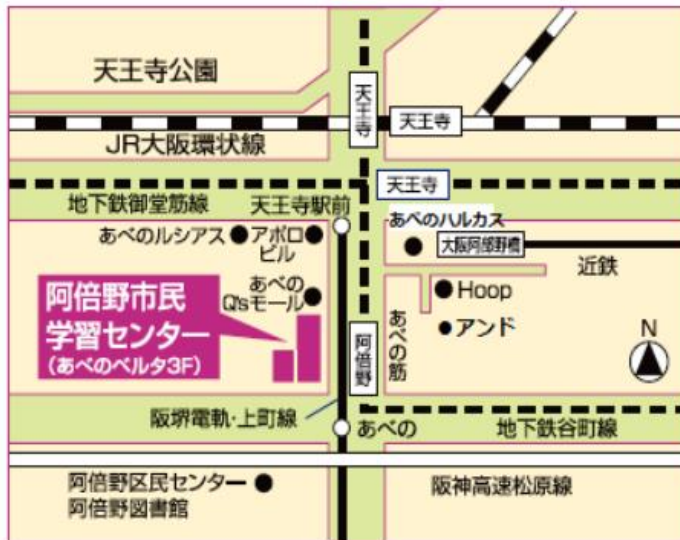 天王寺公園
天王寺
天王寺
JR大阪環状線
天王寺
地下鉄御堂筋線
天王寺駅前
あべのハルカス
あべのルシアス
アポロ
ビル
大阪阿部野橋
近鉄
あべの
Q'sモール
Hoop
阿倍野市民
学習センター
(あべのベルタ3F)
アンド
あべの筋
阿倍野
N
阪堺電軌・上町線
あべの
地下鉄谷町線
阿倍野区民センター
阿倍野図書館
阪神高速松原線